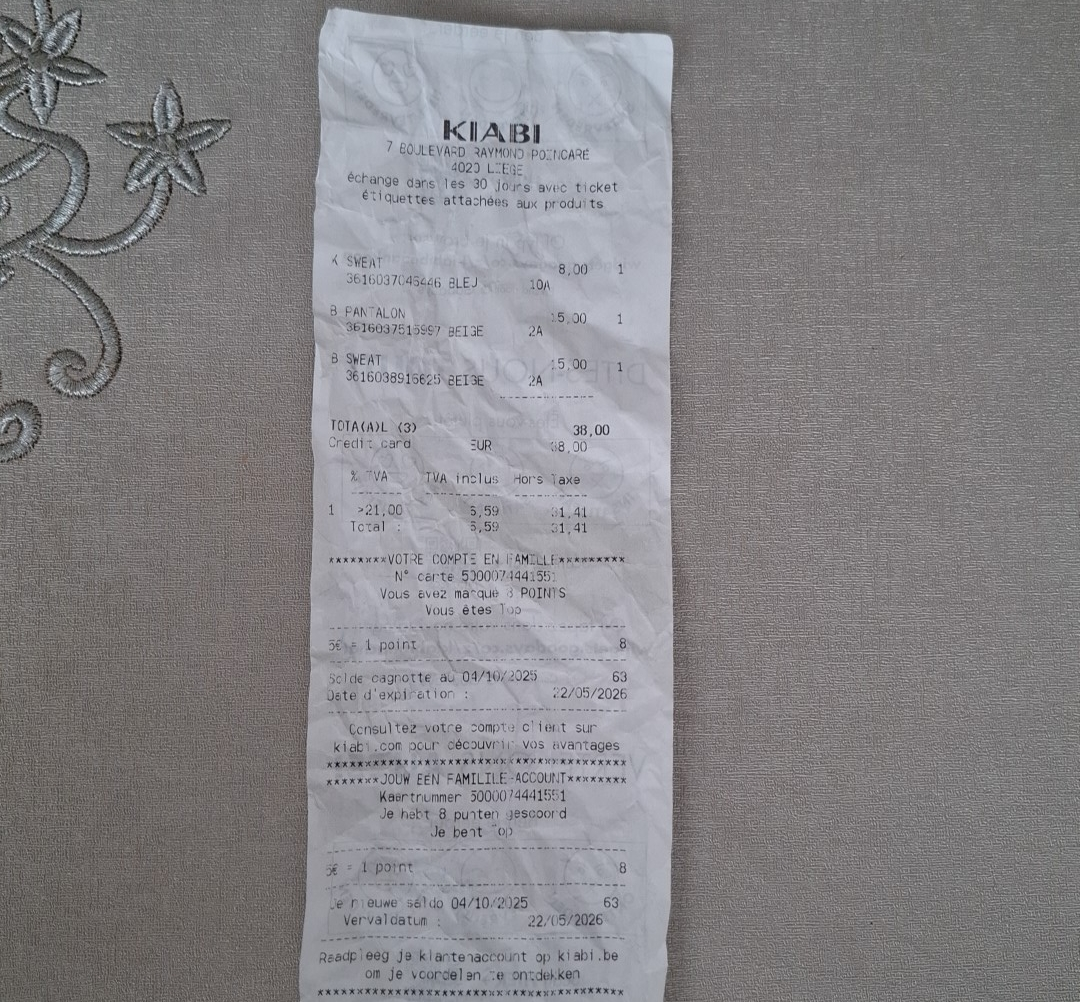 KIABI
7 BOULEVARD RAYMOND POINCARE
4020 LIEGE
échange dans les 30 jours avec ticket
étiquettes attachées aux produits
K SWEAT 8,00 1
3616037045446 BLEU 10A
B PANTALON 15,00 1
3616037515997 BEIGE 2A
B SWEAT 15,00 1
3616038916625 BEIGE 2A
------------
TOTA(A)L (3) 38,00
Credit card EUR 38,00
% TVA TVA inclus Hors Taxe
1 >21,00 6,59 31,41
Total : 6,59 31,41
********VOTRE COMPTE EN FAMILLE*********
N° carte 5000074441551
Vous avez marqué 8 POINTS
Vous êtes Top
5€ = 1 point 8
Solde cagnotte au 04/10/2025 63
Date d'expiration : 22/05/2026
Consultez votre compte client sur
kiabi.com pour découvrir vos avantages
****************************************
*******JOUW EEN FAMILILE-ACCOUNT********
Kaartnummer 5000074441551
Je hebt 8 punten gescoord
Je bent Top
5€ = 1 point 8
Je nieuwe saldo 04/10/2025 63
Vervaldatum : 22/05/2026
Raadpleeg je klantenaccount op kiabi.be
om je voordelen te ontdekken
****************************************